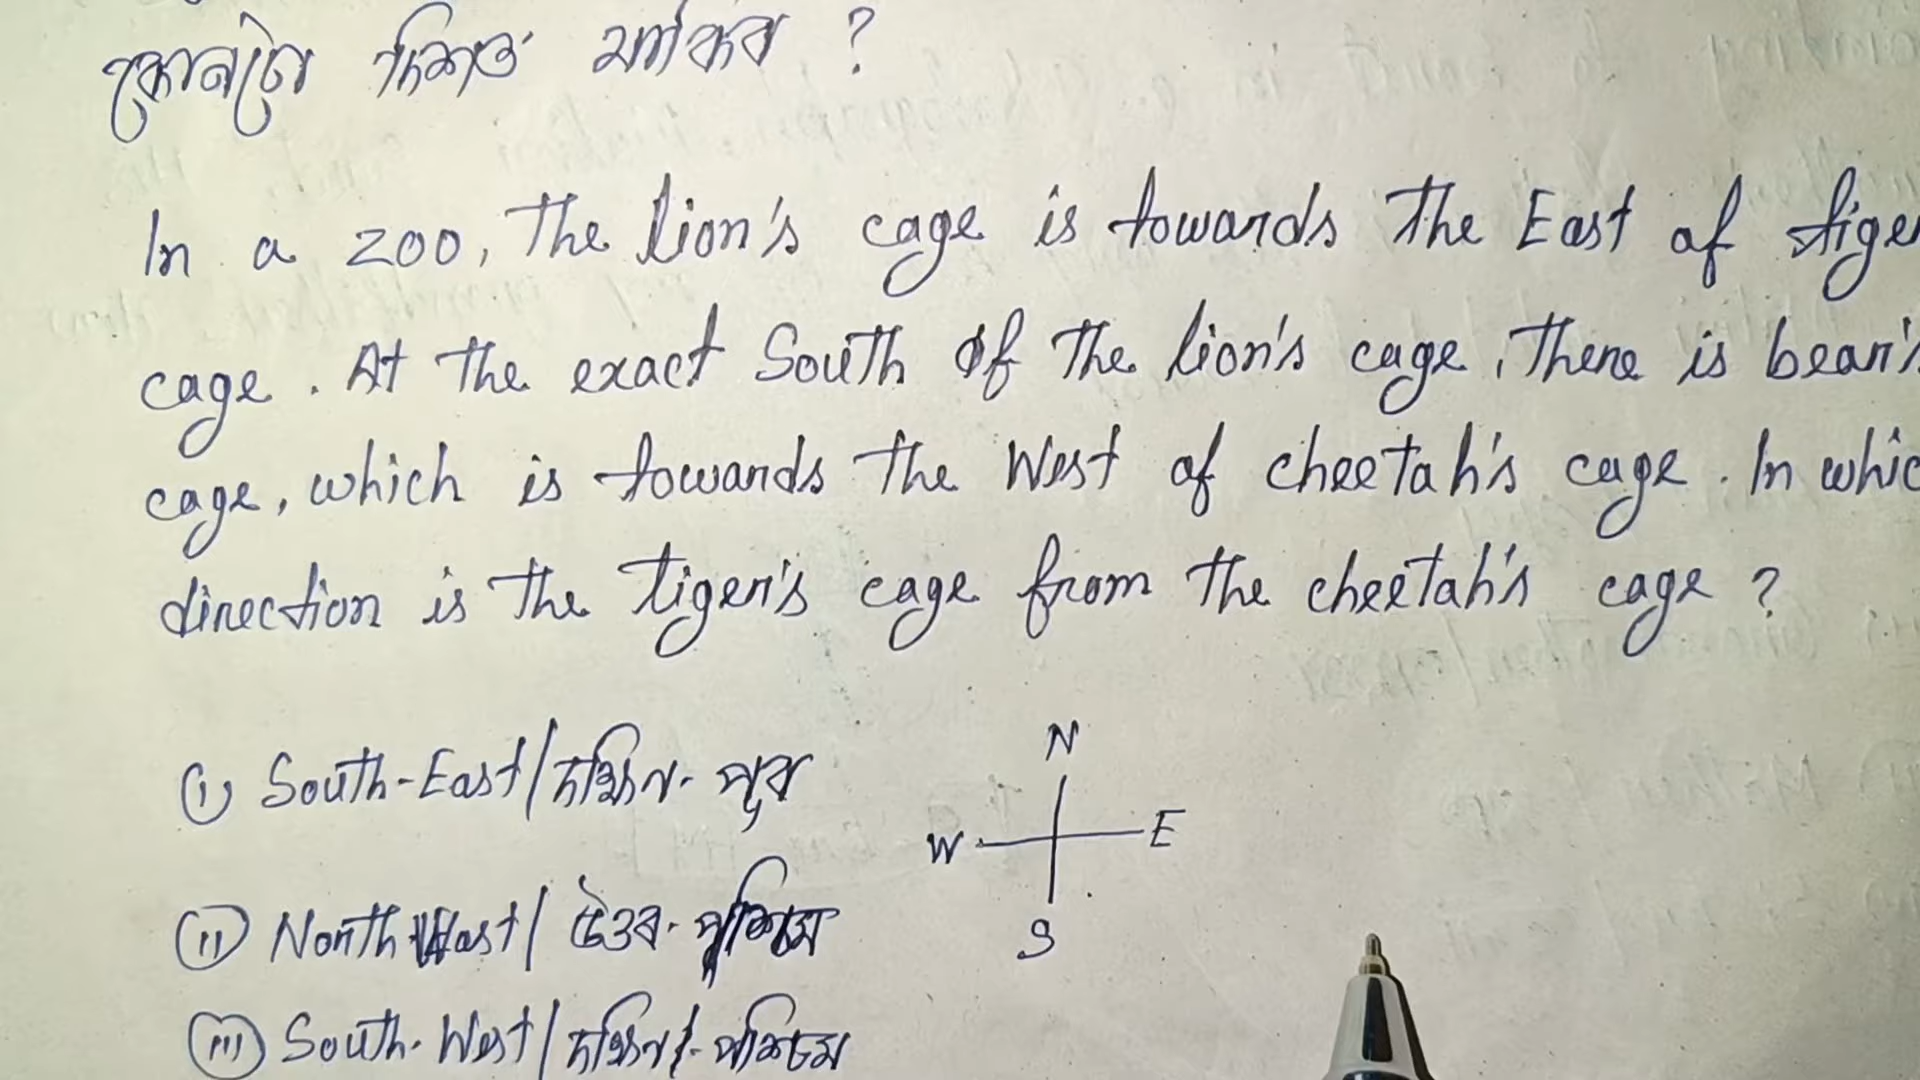 কোনটো দিশত থাকিব ?
In a zoo, The lion's cage is towards The East of tiger
cage. At the exact South of The lion's cage, There is bear's
cage, which is towards the West of cheetah's cage. In whic
direction is the tiger's cage from the cheetah's cage ?
(i) South-East/দক্ষিণ-পূব
N
W E
(ii) North-West/উত্তৰ-পশ্চিম
S
(iii) South-West/দক্ষিণ-পশ্চিম